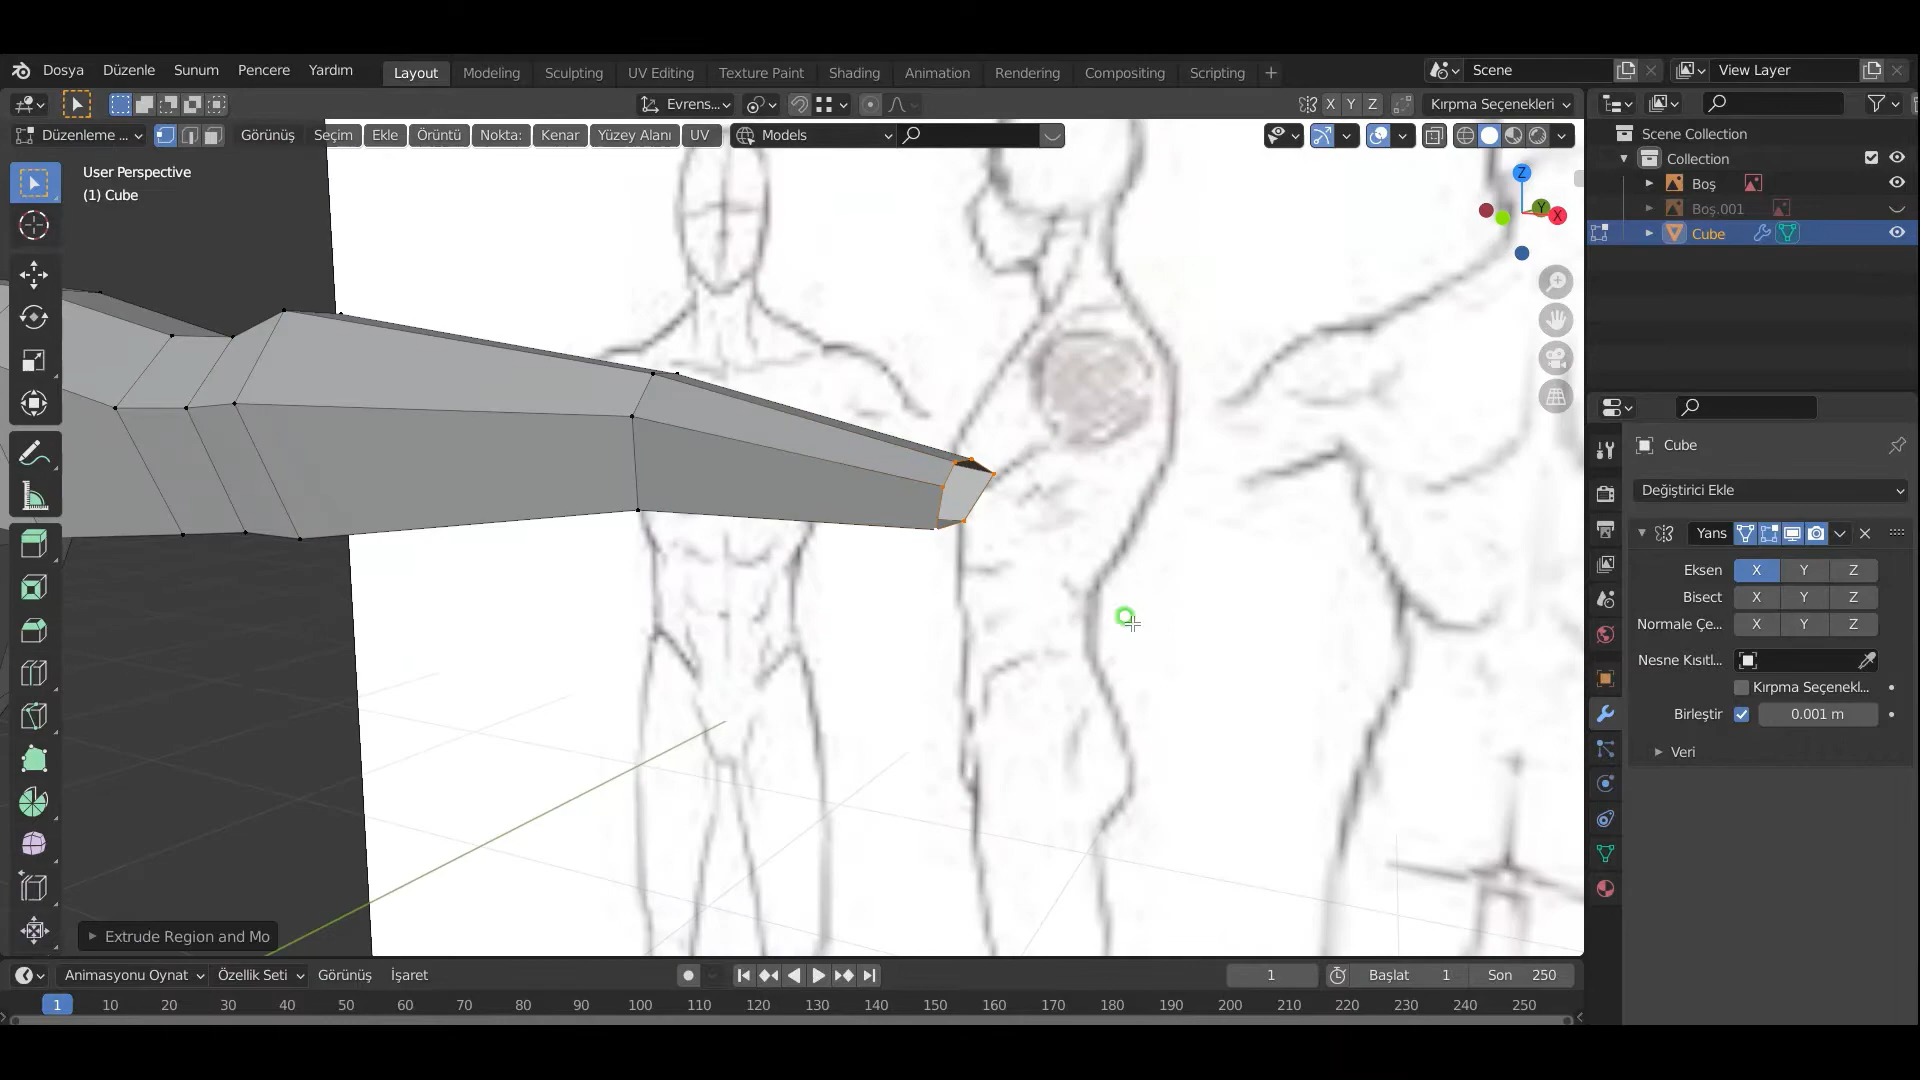 Dosya Düzenle Sunum Pencere Yardım Layout Modeling Sculpting UV Editing Texture Paint Shading Animation Rendering Compositing Scripting + Scene View Layer
Evrens... X Y Z Kırpma Seçenekleri
Düzenleme ... Görünüş Seçim Ekle Örüntü Nokta: Kenar Yüzey Alanı UV Models
User Perspective
(1) Cube
Z
Y
X
Scene Collection
Collection
Boş
Boş.001
Cube
Cube
Değiştirici Ekle
Yans
Eksen X Y Z
Bisect X Y Z
Normale Çe... X Y Z
Nesne Kısıtl...
Kırpma Seçenekl...
Birleştir 0.001 m
Veri
Extrude Region and Mo
Animasyonu Oynat Özellik Seti Görünüş İşaret 1 Başlat 1 Son 250
1 10 20 30 40 50 60 70 80 90 100 110 120 130 140 150 160 170 180 190 200 210 220 230 240 250